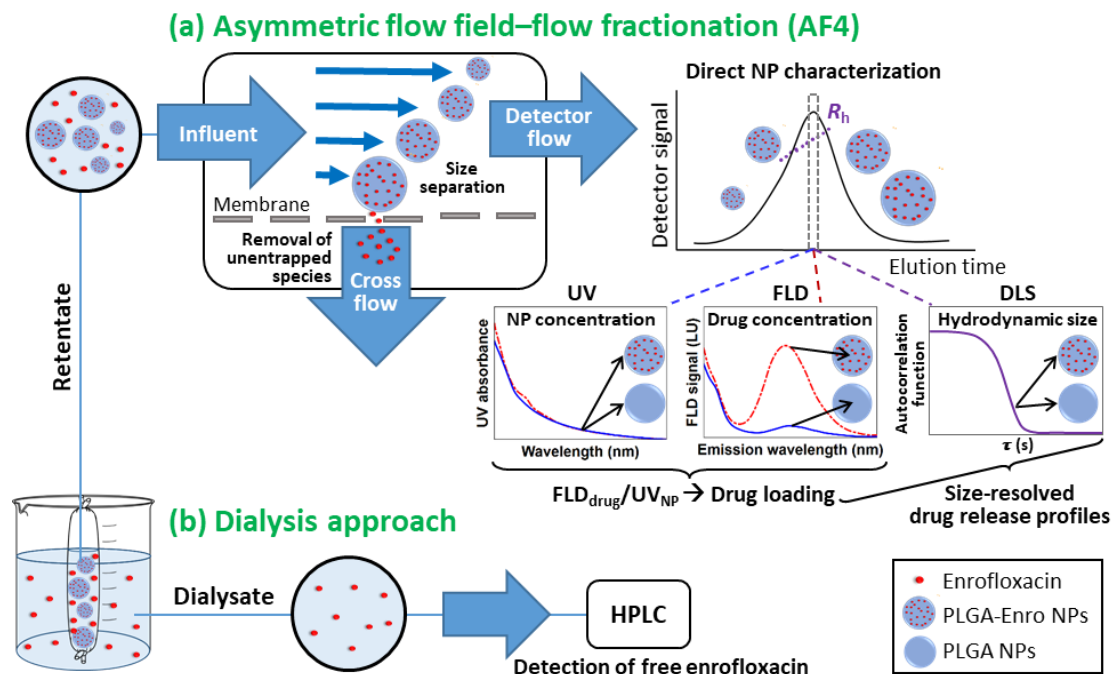 (a) Asymmetric flow field–flow fractionation (AF4)
Influent
Size
separation
Membrane
Removal of
unentrapped
species
Cross
flow
Detector
flow
Direct NP characterization
Detector signal
Rh
Elution time
Retentate
UV
NP concentration
UV absorbance
Wavelength (nm)
FLD
Drug concentration
FLD signal (LU)
Emission wavelength (nm)
DLS
Hydrodynamic size
Autocorrelation
function
τ (s)
FLDdrug/UVNP → Drug loading
Size-resolved
drug release profiles
(b) Dialysis approach
Dialysate
HPLC
Detection of free enrofloxacin
Enrofloxacin
PLGA-Enro NPs
PLGA NPs